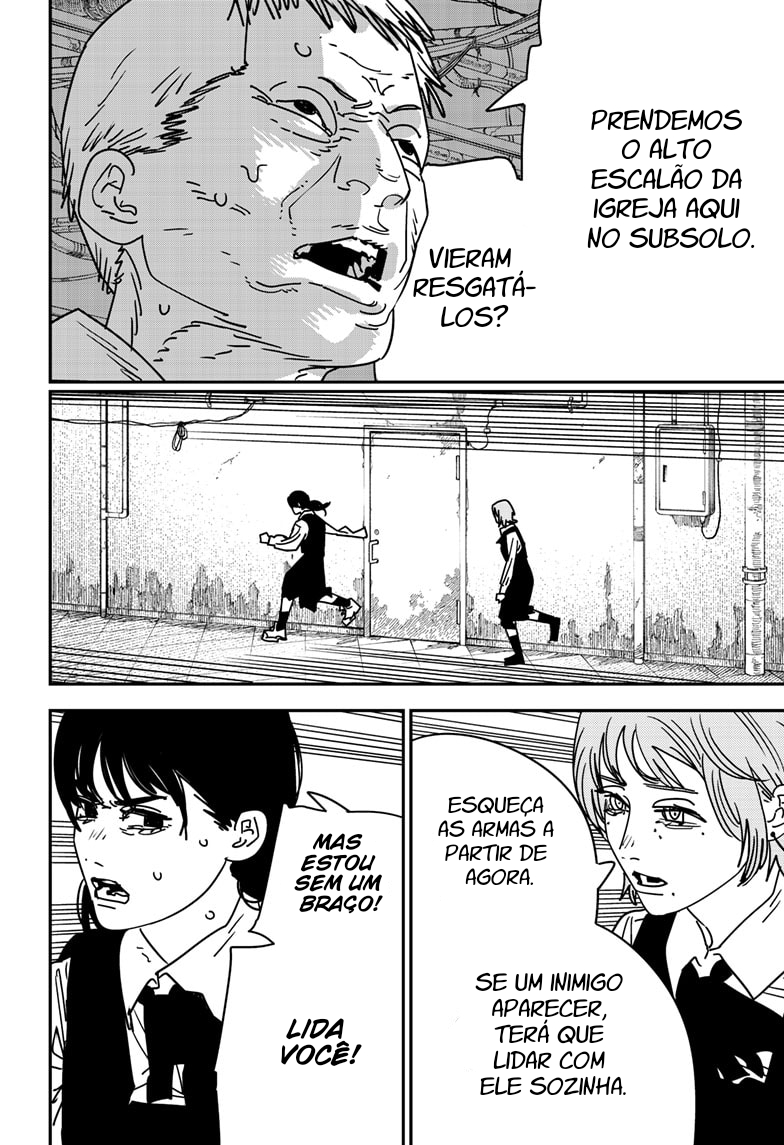 PRENDEMOS
O ALTO
ESCALÃO DA
IGREJA AQUI
NO SUBSOLO.
VIERAM
RESGATÁ-
LOS?
ESQUEÇA
AS ARMAS A
PARTIR DE
AGORA.
SE UM INIMIGO
APARECER,
TERÁ QUE
LIDAR COM
ELE SOZINHA.
MAS
ESTOU
SEM UM
BRAÇO!
LIDA
VOCÊ!